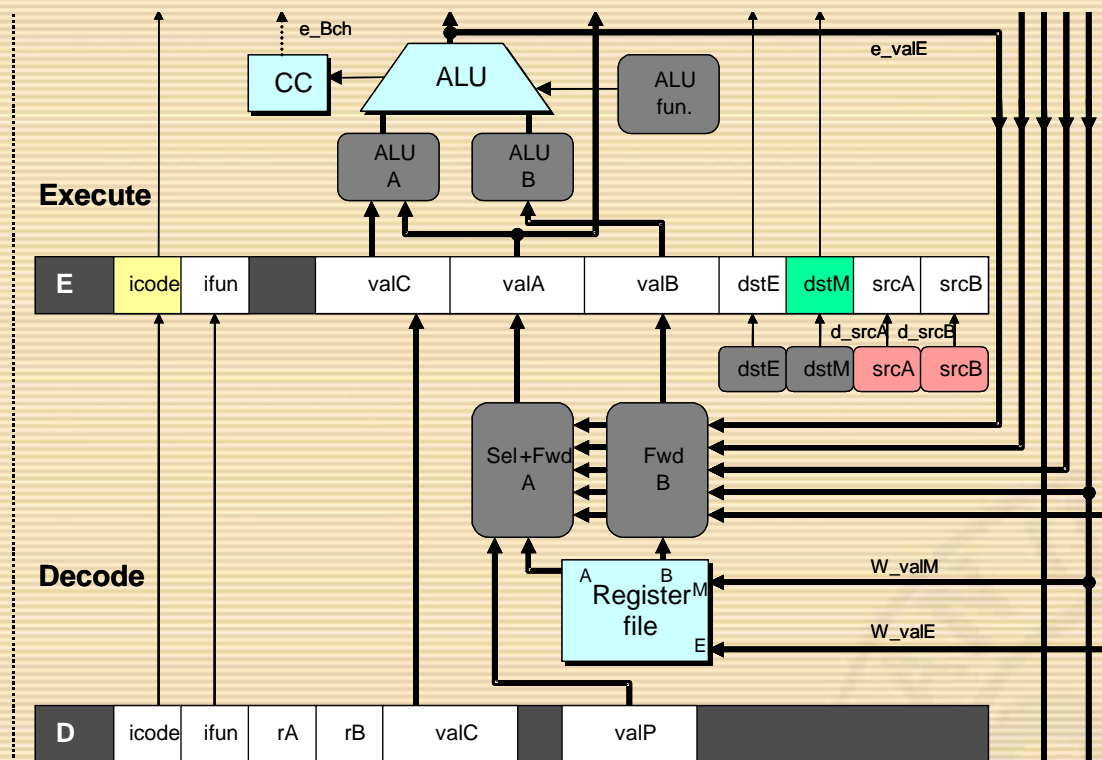 e_Bch
e_valE
CC
ALU
ALU
fun.
ALU
A
ALU
B
Execute
E
icode
ifun
valC
valA
valB
dstE
dstM
srcA
srcB
d_srcA
d_srcB
dstE
dstM
srcA
srcB
Sel+Fwd
A
Fwd
B
Decode
A
B
Register
file
M
E
W_valM
W_valE
D
icode
ifun
rA
rB
valC
valP